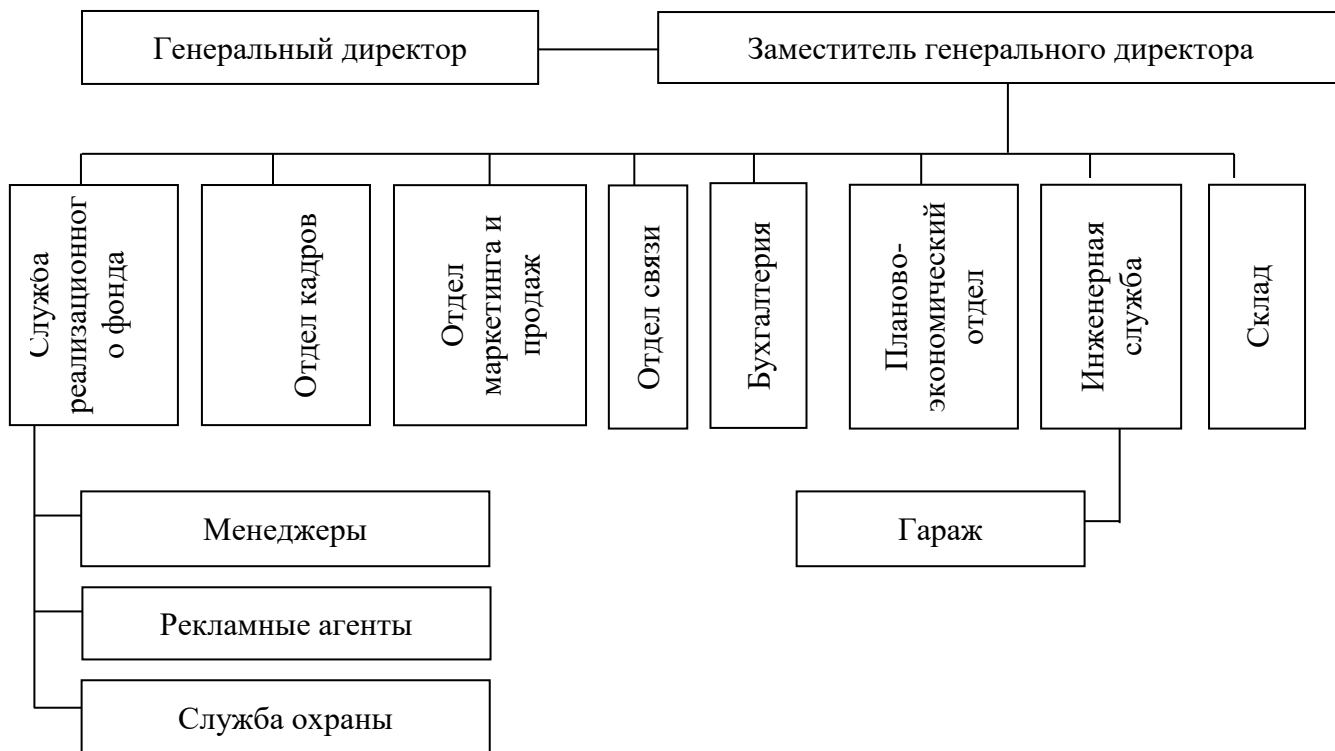 Генеральный директор
Заместитель генерального директора
Служба
реализационног
о фонда
Отдел кадров
Отдел
маркетинга и
продаж
Отдел связи
Бухгалтерия
Планово-
экономический
отдел
Инженерная
служба
Склад
Менеджеры
Гараж
Рекламные агенты
Служба охраны